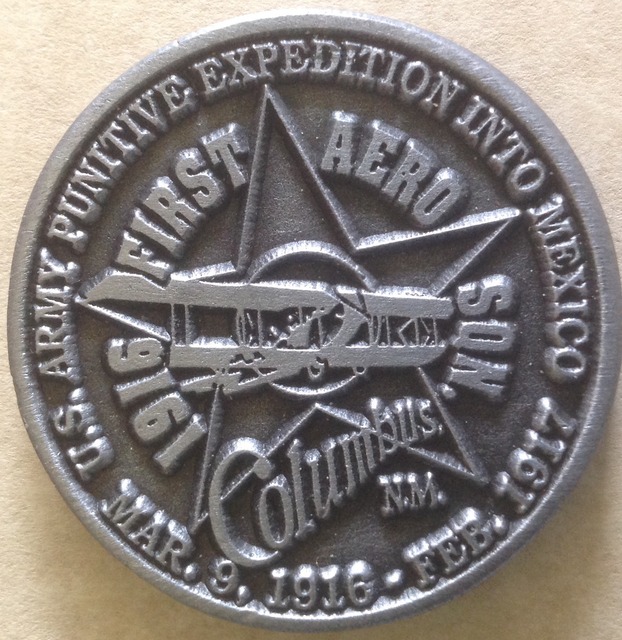 U.S. ARMY PUNITIVE EXPEDITION INTO MEXICO
MAR. 9, 1916 - FEB. 1917
1916 FIRST AERO SQN.
Columbus,
N.M.